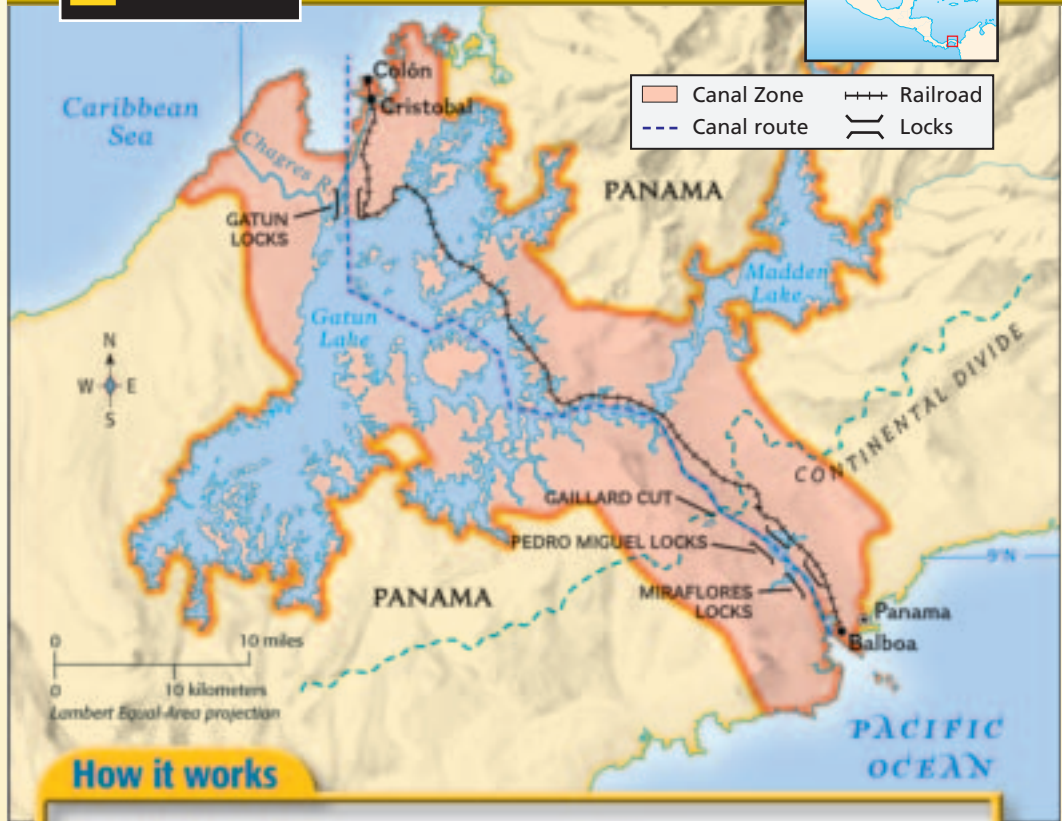 Colón
Cristobal
Caribbean
Sea
Chagres R.
GATUN
LOCKS
Canal Zone
Railroad
Canal route
Locks
PANAMA
Madden
Lake
Gatun
Lake
N
W
E
S
CONTINENTAL DIVIDE
GAILLARD CUT
PEDRO MIGUEL LOCKS
MIRAFLORES
LOCKS
9°N
PANAMA
Panama
Balboa
0
10 miles
0
10 kilometers
Lambert Equal-Area projection
PACIFIC
OCEAN
How it works